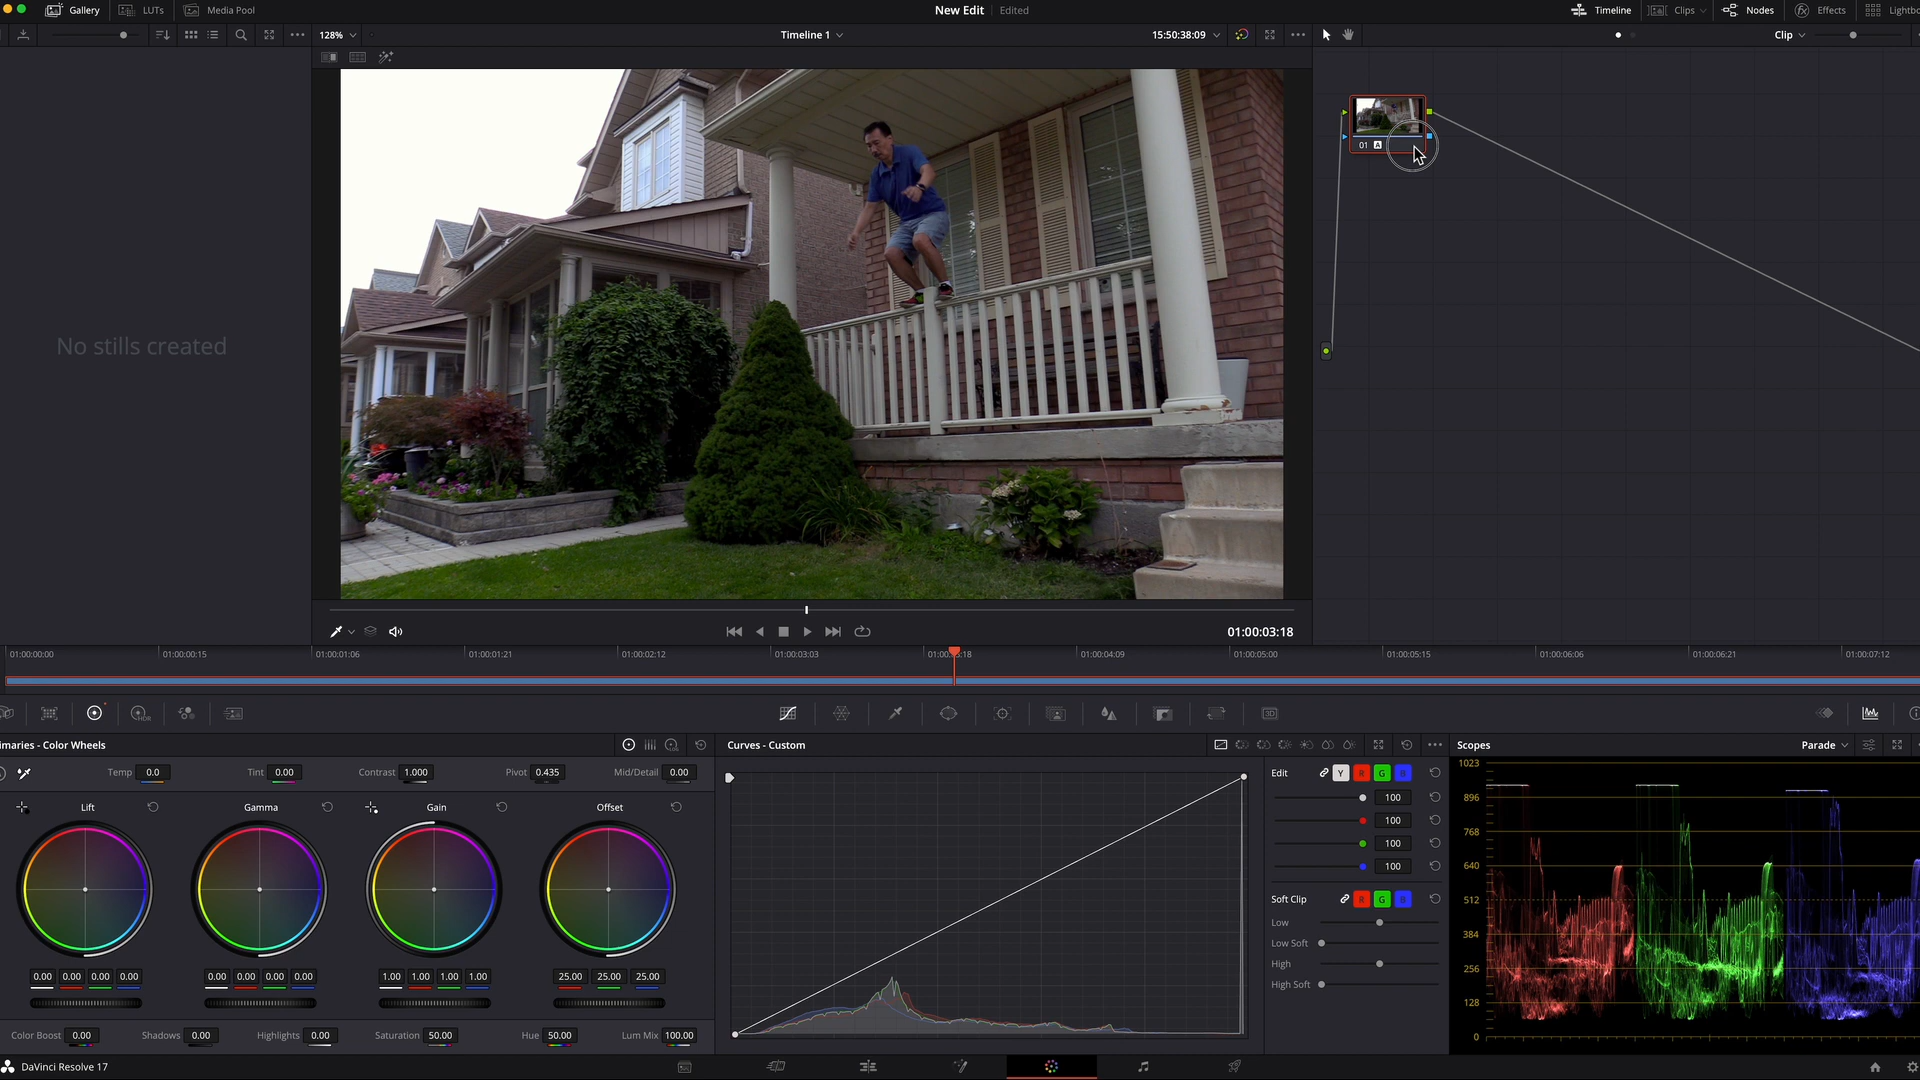 Gallery LUTs Media Pool New Edit Edited Timeline Clips Nodes Effects Lightbo
128% Timeline 1 15:50:38:09 Clip
01 A
No stills created
01:00:03:18
01:00:00:00 01:00:00:15 01:00:01:06 01:00:01:21 01:00:02:12 01:00:03:03 01:00:03:18 01:00:04:09 01:00:05:00 01:00:05:15 01:00:06:06 01:00:06:21 01:00:07:12
HDR 3D
imaries - Color Wheels Curves - Custom Scopes Parade
LOG
Temp 0.0 Tint 0.00 Contrast 1.000 Pivot 0.435 Mid/Detail 0.00
Lift Gamma Gain Offset
0.00 0.00 0.00 0.00 0.00 0.00 0.00 0.00 1.00 1.00 1.00 1.00 25.00 25.00 25.00
Color Boost 0.00 Shadows 0.00 Highlights 0.00 Saturation 50.00 Hue 50.00 Lum Mix 100.00
Edit Y R G B
100
100
100
100
Soft Clip R G B
Low
Low Soft
High
High Soft
1023
896
768
640
512
384
256
128
0
DaVinci Resolve 17